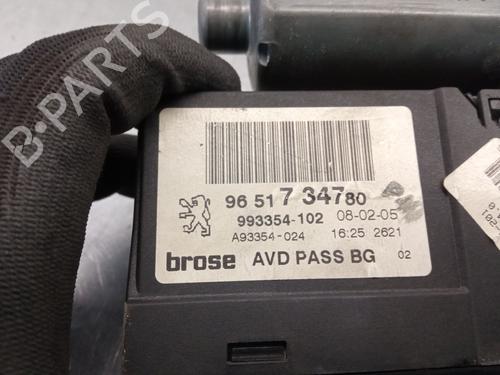 B-PARTS
96 517 34780
993354-102 08-02-05
A93354-024 16:25 2621
brose AVD PASS BG 02